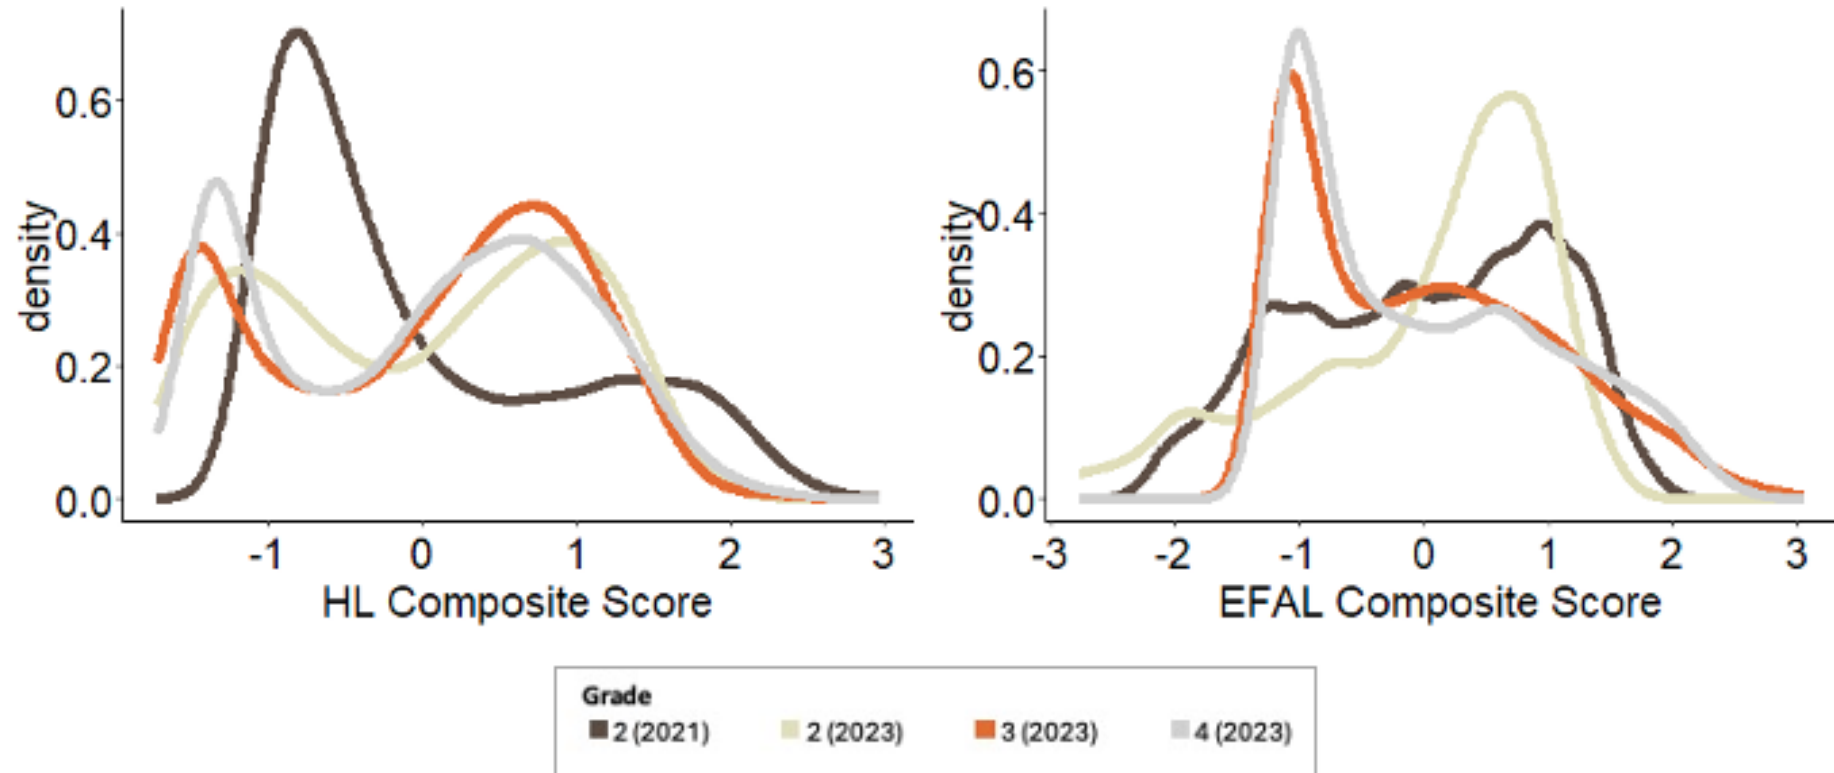 density
0.6
0.4
0.2
0.0
-1 0 1 2 3
HL Composite Score
density
0.6
0.4
0.2
0.0
-3 -2 -1 0 1 2 3
EFAL Composite Score
Grade
2 (2021) 2 (2023) 3 (2023) 4 (2023)